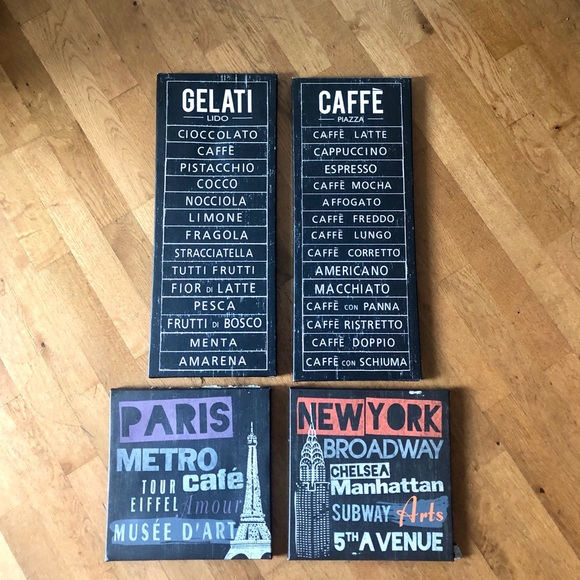 GELATI
LIDO
CIOCCOLATO
CAFFÈ
PISTACCHIO
COCCO
NOCCIOLA
LIMONE
FRAGOLA
STRACCIATELLA
TUTTI FRUTTI
FIOR DI LATTE
PESCA
FRUTTI DI BOSCO
MENTA
AMARENA
CAFFÈ
PIAZZA
CAFFÈ LATTE
CAPPUCCINO
ESPRESSO
CAFFÈ MOCHA
AFFOGATO
CAFFÈ FREDDO
CAFFÈ LUNGO
CAFFÈ CORRETTO
AMERICANO
MACCHIATO
CAFFÈ CON PANNA
CAFFÈ RISTRETTO
CAFFÈ DOPPIO
CAFFÈ CON SCHIUMA
PARIS
METRO
café
TOUR
EIFFEL Amour
MUSÉE D'ART
NEW YORK
BROADWAY
CHELSEA
Manhattan
SUBWAY Arts
5TH AVENUE